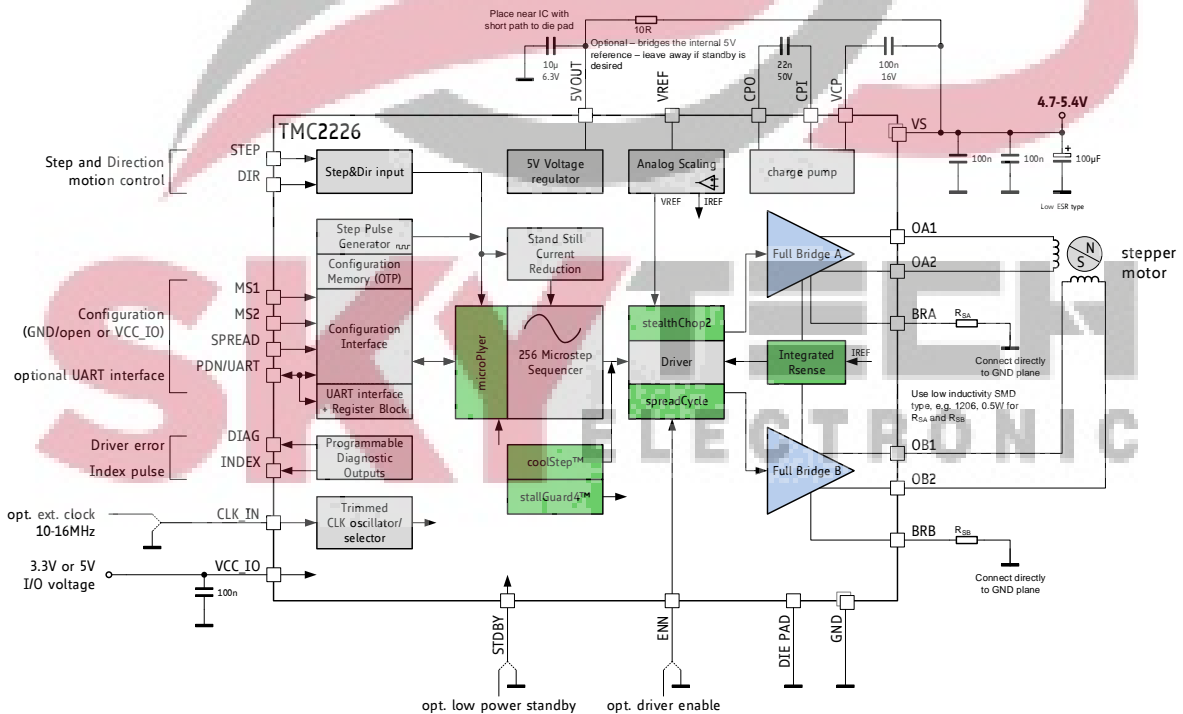 Place near IC with
short path to die pad
10R
Optional – bridges the internal 5V
reference – leave away if standby is
desired
10µ
6.3V
22n
50V
100n
16V
5VOUT
VREF
CPO
CPI
VCP
4.7-5.4V
VS
TMC2226
100n
100n
+
100µF
Low ESR type
Step and Direction
motion control
STEP
DIR
Step&Dir input
5V Voltage
regulator
Analog Scaling
VREF
IREF
charge pump
Step Pulse
Generator
Configuration
Memory (OTP)
Stand Still
Current
Reduction
Full Bridge A
OA1
OA2
N
S
stepper
motor
SKYTECH
ELECTRONIC
Configuration
(GND/open or VCC_IO)
optional UART interface
MS1
MS2
SPREAD
PDN/UART
Configuration
Interface
UART interface
+ Register Block
microPlyer
256 Microstep
Sequencer
stealthChop2
Driver
spreadCycle
Integrated
Rsense
IREF
BRA
RSA
Connect directly
to GND plane
Use low inductivity SMD
type, e.g. 1206, 0.5W for
RSA and RSB
Driver error
Index pulse
DIAG
INDEX
Programmable
Diagnostic
Outputs
coolStep™
stallGuard4™
Full Bridge B
OB1
OB2
opt. ext. clock
10-16MHz
CLK_IN
Trimmed
CLK oscillator/
selector
BRB
RSB
Connect directly
to GND plane
3.3V or 5V
I/O voltage
VCC_IO
100n
STDBY
ENN
DIE PAD
GND
opt. low power standby
opt. driver enable